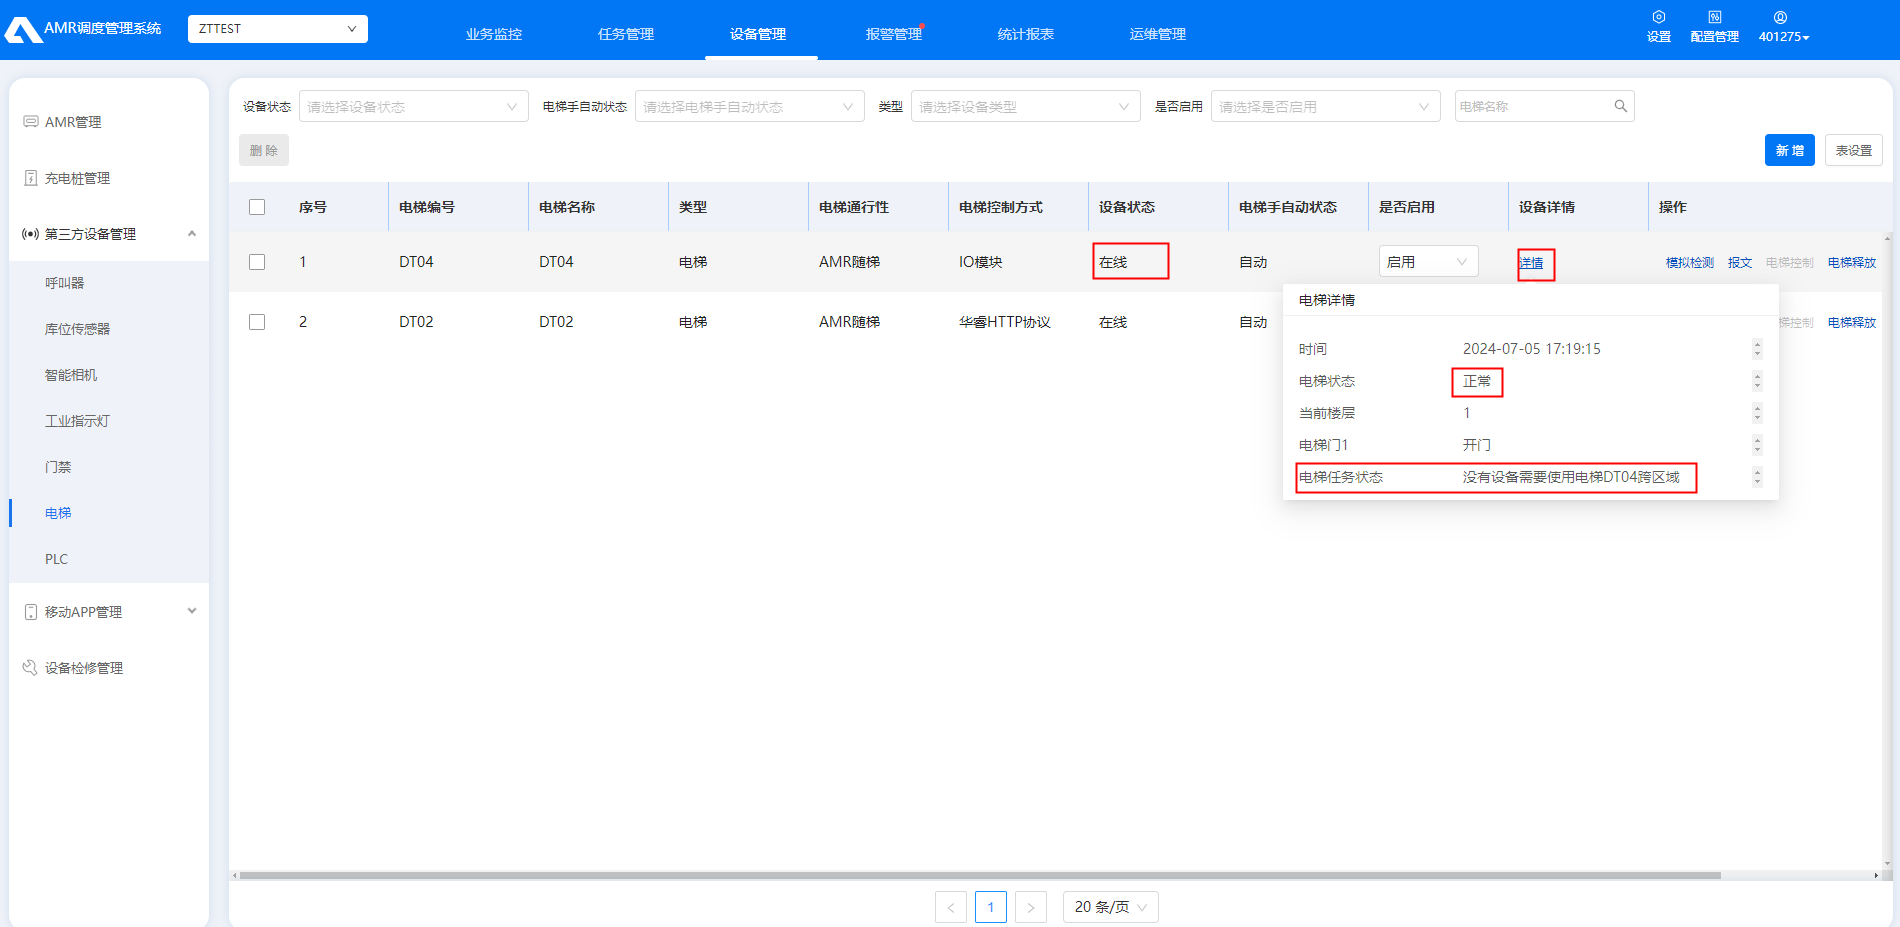 AMR调度管理系统
ZTTEST
业务监控
任务管理
设备管理
报警管理
统计报表
运维管理
设置
配置管理
401275
AMR管理
充电桩管理
第三方设备管理
呼叫器
库位传感器
智能相机
工业指示灯
门禁
电梯
PLC
移动APP管理
设备检修管理
设备状态 请选择设备状态 电梯手自动状态 请选择电梯手自动状态 类型 请选择设备类型 是否启用 请选择是否启用 电梯名称
删 除
新 增
表设置
序号 电梯编号 电梯名称 类型 电梯通行性 电梯控制方式 设备状态 电梯手自动状态 是否启用 设备详情 操作
1 DT04 DT04 电梯 AMR随梯 IO模块 在线 自动 启用 详情 模拟检测 报文 电梯控制 电梯释放
2 DT02 DT02 电梯 AMR随梯 华睿HTTP协议 在线 自动 梯控制 电梯释放
电梯详情
时间 2024-07-05 17:19:15
电梯状态 正常
当前楼层 1
电梯门1 开门
电梯任务状态 没有设备需要使用电梯DT04跨区域
< 1 > 20 条/页